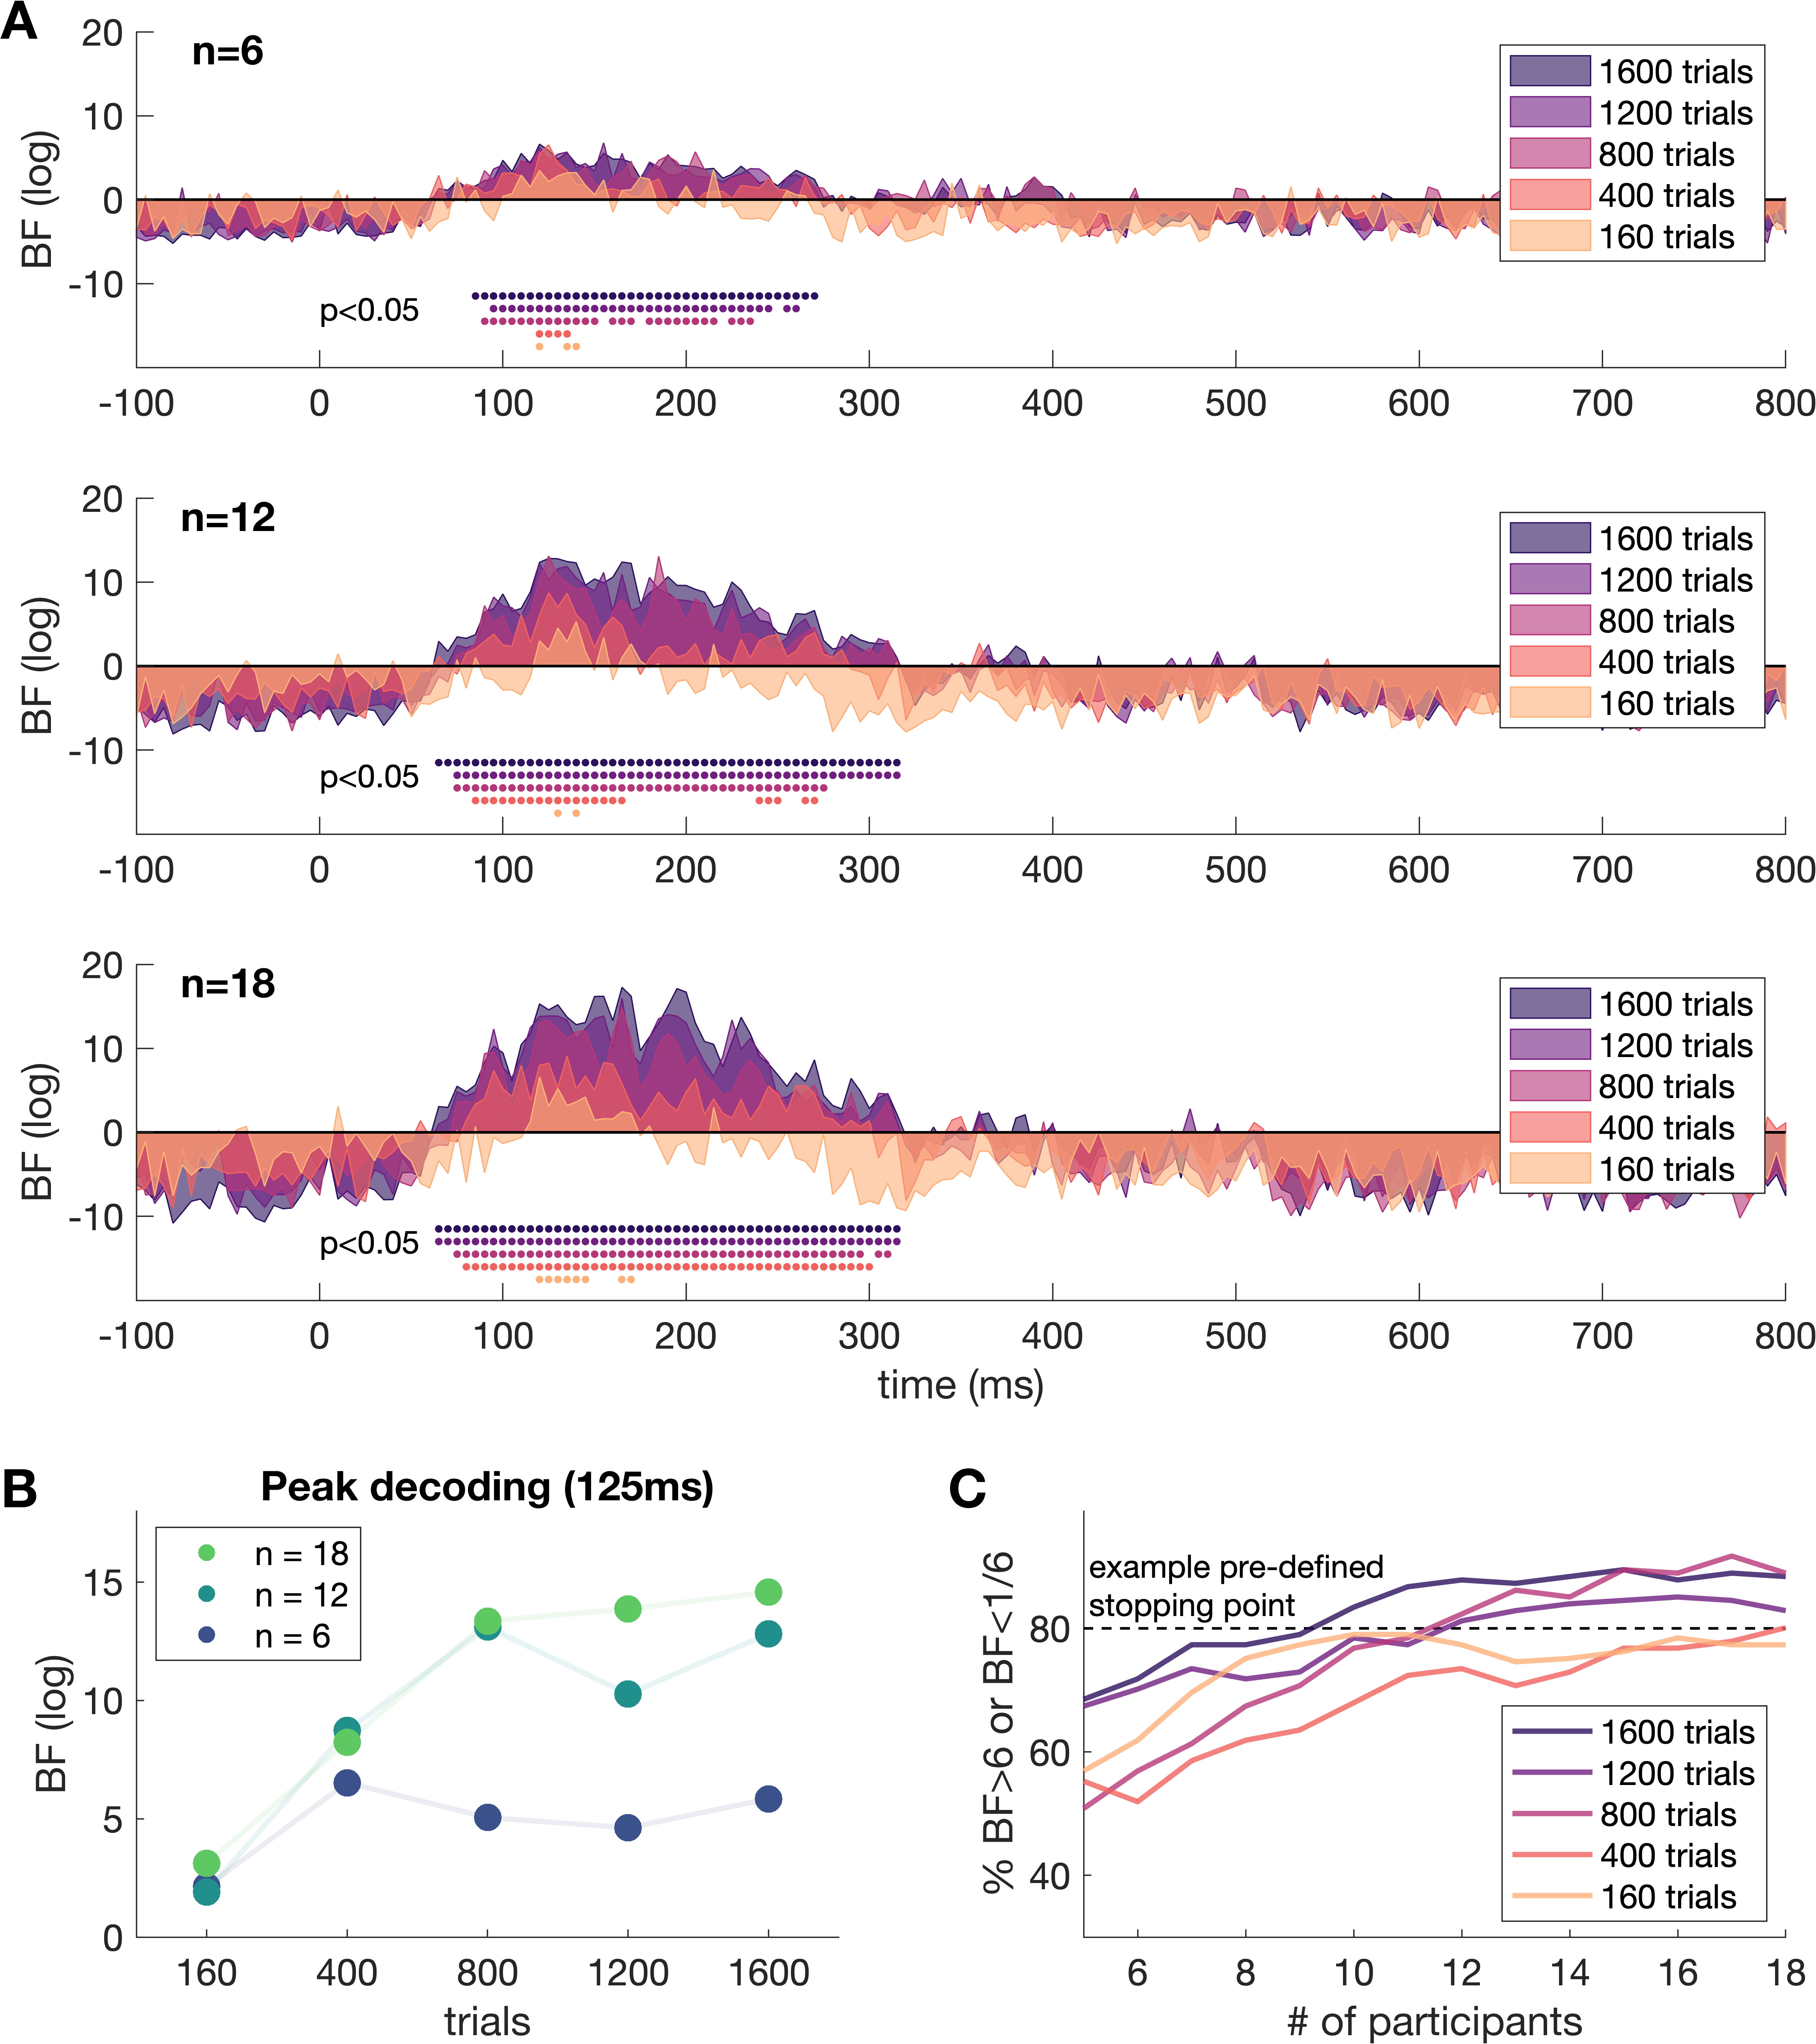 A
n=6
20
10
0
-10
BF (log)
1600 trials
1200 trials
800 trials
400 trials
160 trials
p<0.05
-100 0 100 200 300 400 500 600 700 800
n=12
20
10
0
-10
BF (log)
1600 trials
1200 trials
800 trials
400 trials
160 trials
p<0.05
-100 0 100 200 300 400 500 600 700 800
n=18
20
10
0
-10
BF (log)
1600 trials
1200 trials
800 trials
400 trials
160 trials
p<0.05
-100 0 100 200 300 400 500 600 700 800
time (ms)
B
Peak decoding (125ms)
n = 18
n = 12
n = 6
15
10
5
0
BF (log)
160 400 800 1200 1600
trials
C
example pre-defined
stopping point
80
60
40
% BF>6 or BF<1/6
1600 trials
1200 trials
800 trials
400 trials
160 trials
6 8 10 12 14 16 18
# of participants